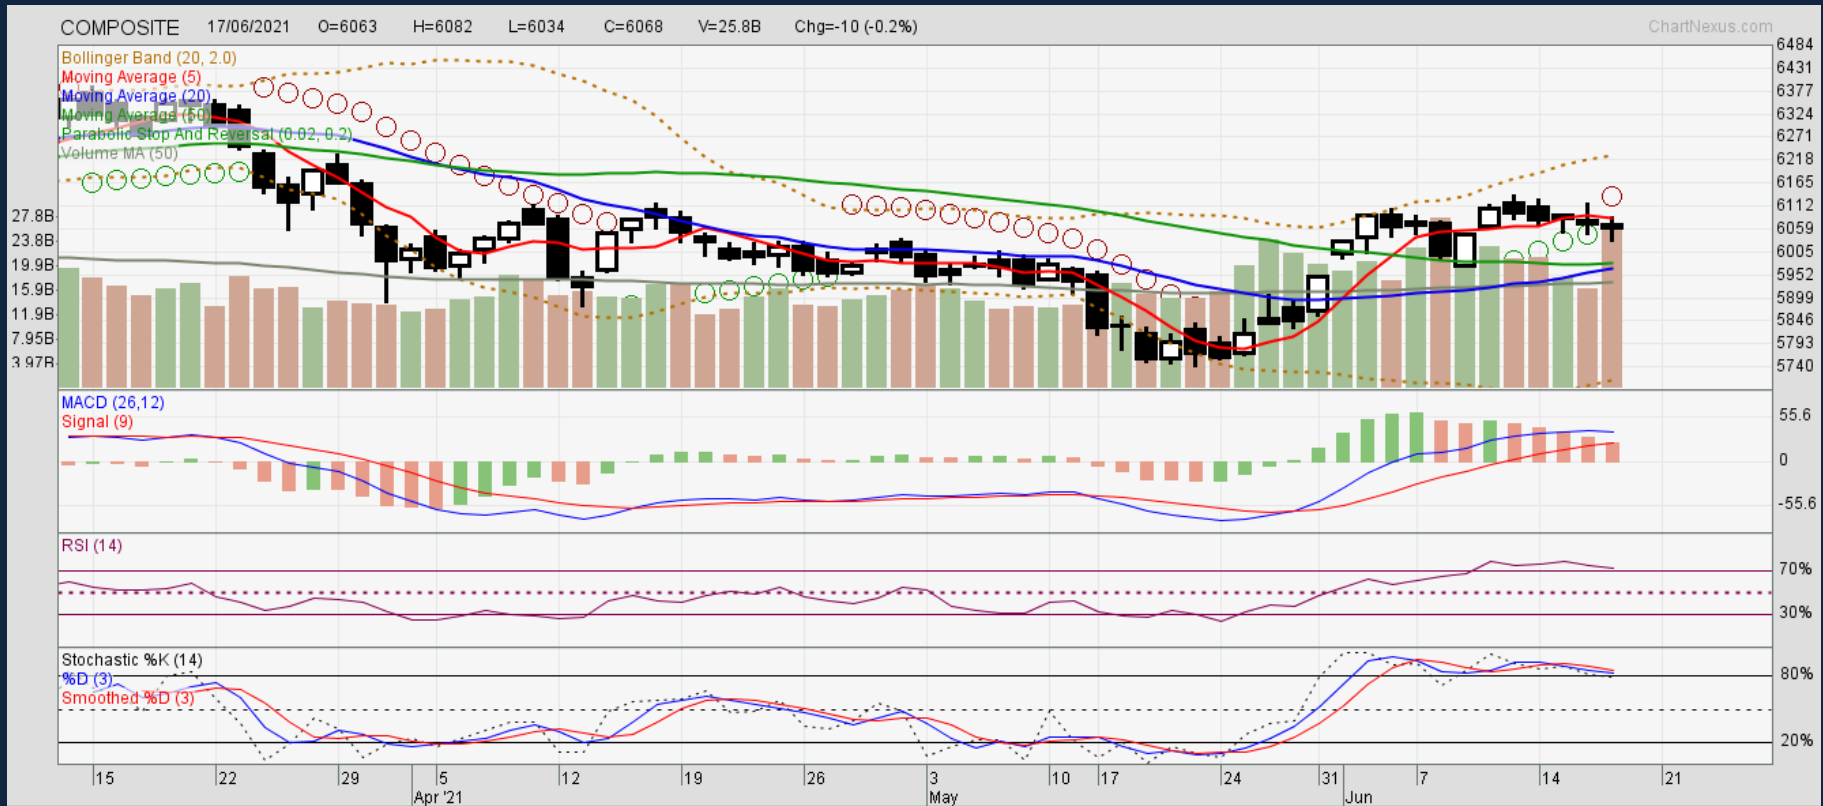 COMPOSITE 17/06/2021 O=6063 H=6082 L=6034 C=6068 V=25.8B Chg=-10 (-0.2%) ChartNexus.com
Bollinger Band (20, 2.0)
Moving Average (5)
Moving Average (20)
Moving Average (50)
Parabolic Stop And Reversal (0.02, 0.2)
Volume MA (50)
27.8B
23.8B
19.9B
15.9B
11.9B
7.95B
3.97B
6484
6431
6377
6324
6271
6218
6165
6112
6059
6005
5952
5899
5846
5793
5740
MACD (26,12)
Signal (9)
55.6
0
-55.6
RSI (14)
70%
30%
Stochastic %K (14)
%D (3)
Smoothed %D (3)
80%
20%
15 22 29 5 12 19 26 3 10 17 24 31 7 14 21
Apr '21 May Jun